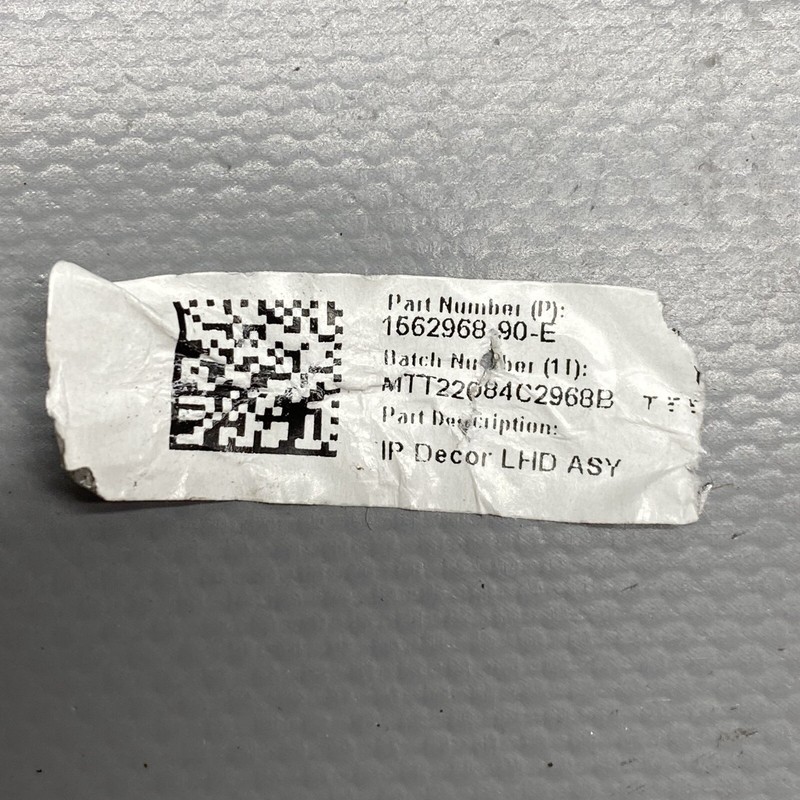 Part Number (P):
1562968-90-E
Batch Number (1T):
MTT22084C2968B
Part Description:
IP Decor LHD ASY